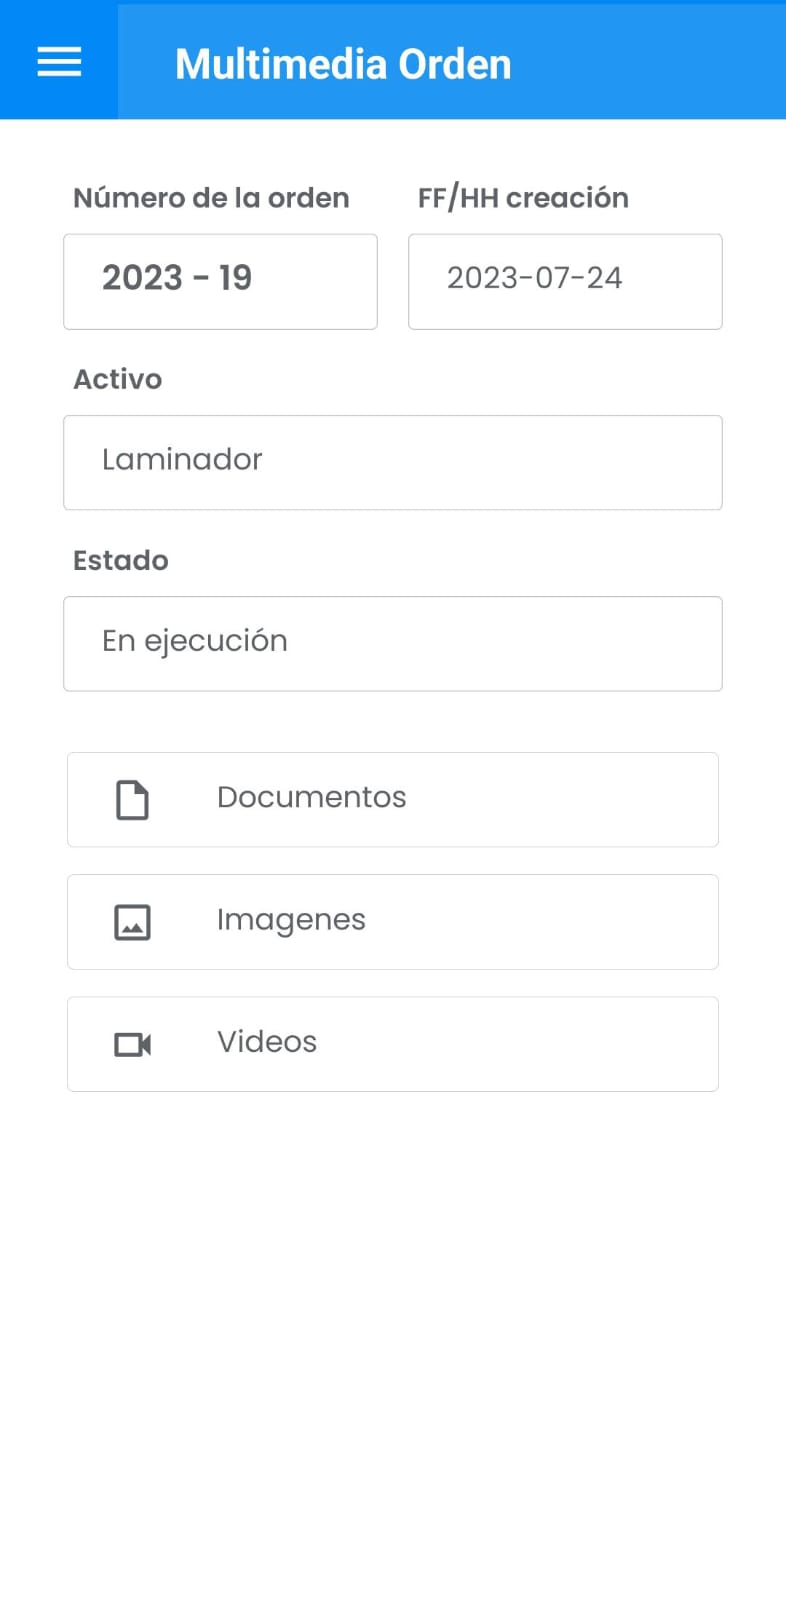 Multimedia Orden
Número de la orden
FF/HH creación
2023 - 19
2023-07-24
Activo
Laminador
Estado
En ejecución
Documentos
Imagenes
Videos